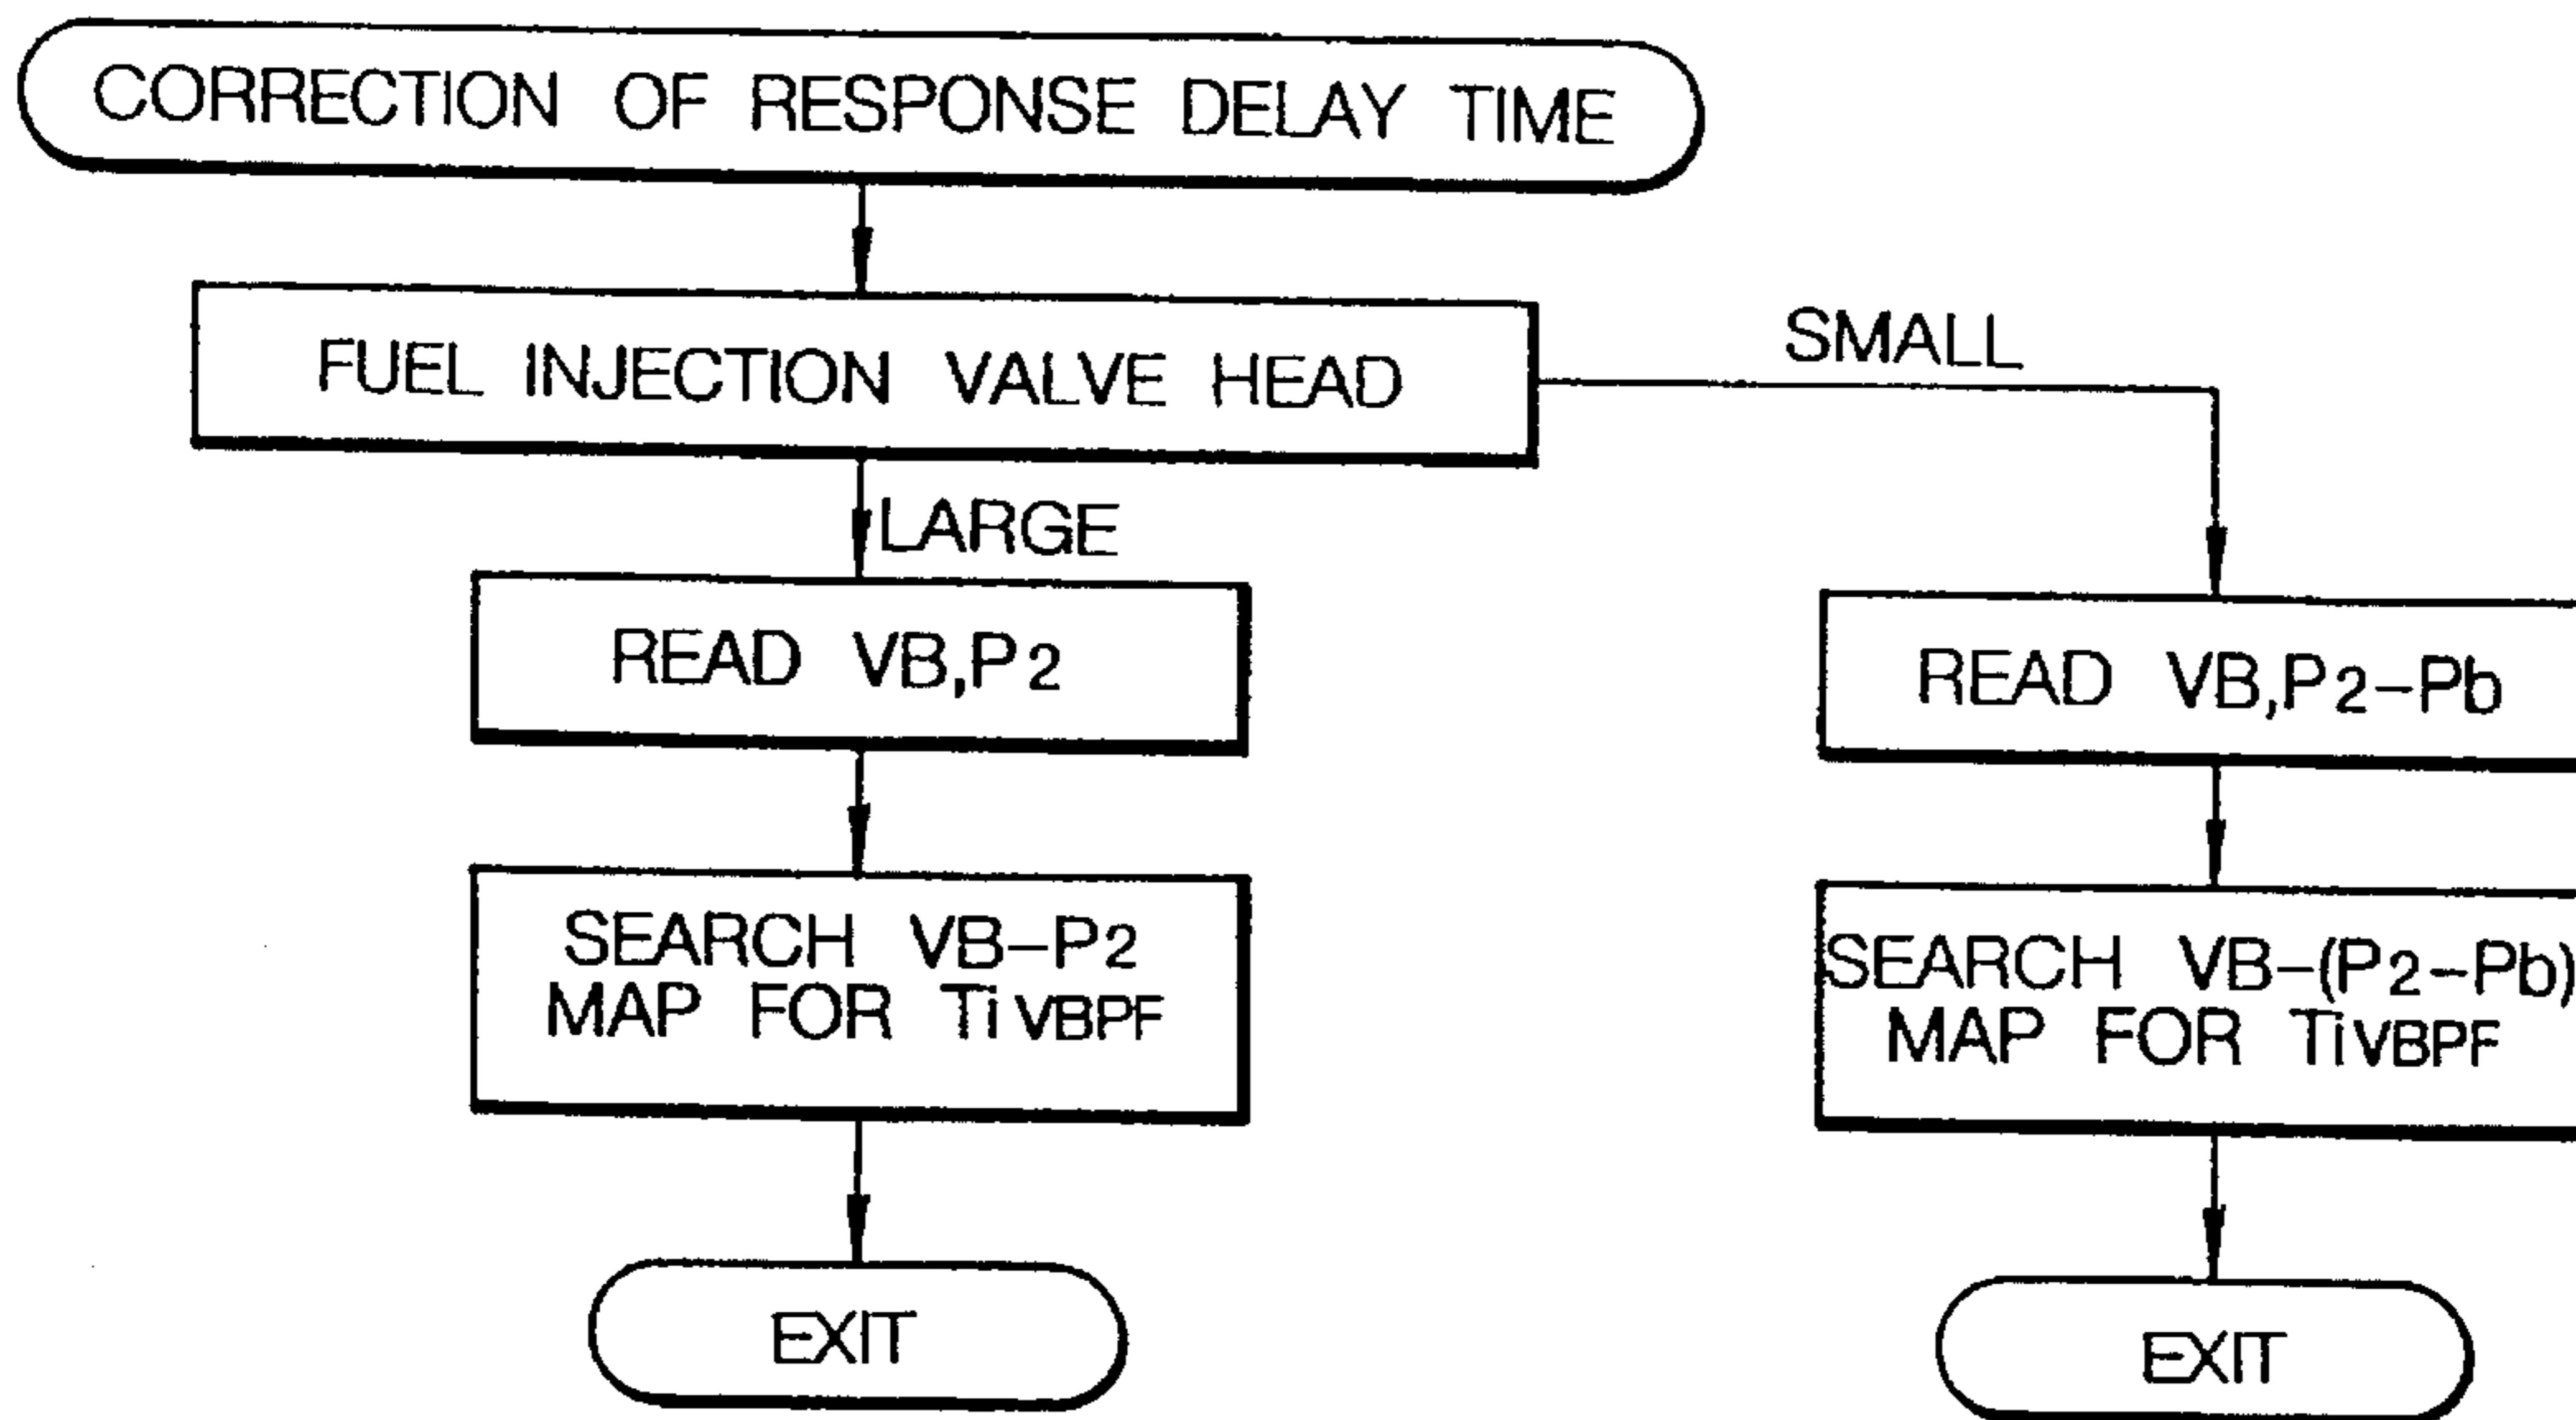 CORRECTION OF RESPONSE DELAY TIME
FUEL INJECTION VALVE HEAD
SMALL
LARGE
READ VB,P2
READ VB,P2-Pb
SEARCH VB-P2
MAP FOR TiVBPF
SEARCH VB-(P2-Pb)
MAP FOR TiVBPF
EXIT
EXIT